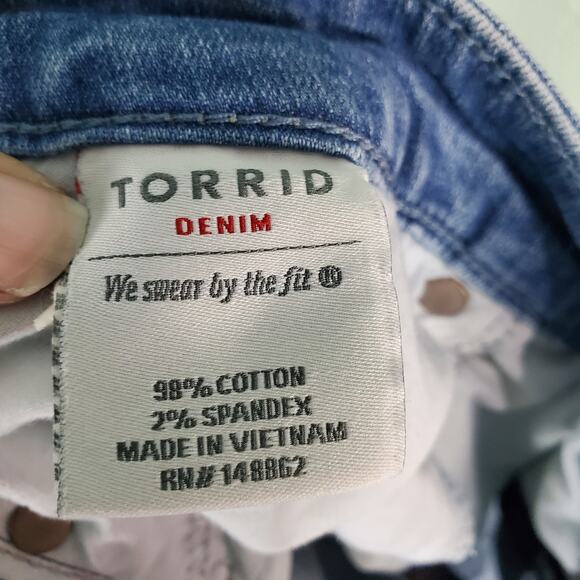 TORRID
DENIM
We swear by the fit ®
98% COTTON
2% SPANDEX
MADE IN VIETNAM
RN# 148862